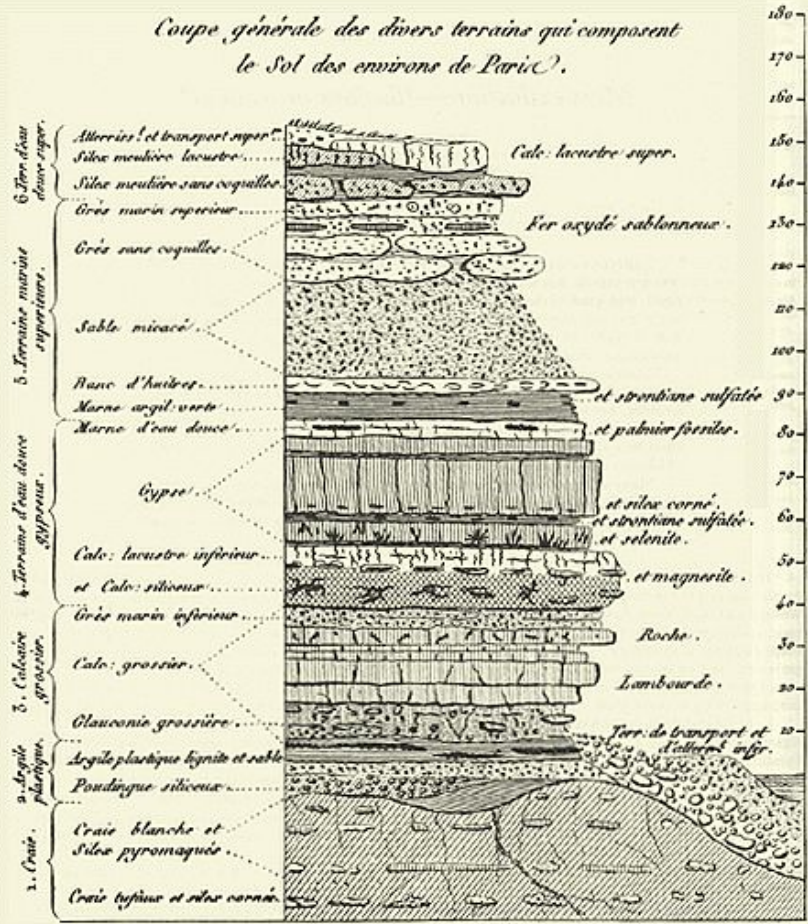 Coupe générale des divers terrains qui composent
le Sol des environs de Paris.
180
170
160
150
140
130
120
110
100
90
80
70
60
50
40
30
20
10
6. Terr. d'eau
douce super.
Atterriss.t et transport super.r
Silex meulière lacustre
Silex meulière sans coquilles
Calc: lacustre super.
5. Terrains marins
superieurs.
Grès marin superieur
Grés sans coquilles
Sable micacé
Banc d'huitres
Marne argil: verte
Fer oxydé sablonneux.
et strontiane sulfatée
4. Terrains d'eau douce
gypseux.
Marne d'eau douce
Gypse
Calc: lacustre inférieur
et Calc: siliceux
et palmier fossiles.
et silex corné.
et strontiane sulfatée.
et selenite.
et magnesite.
3. Calcaire
grossier.
Grés marin inférieur
Calc: grossier
Glauconie grossière
Roche.
Lambourde.
2. Argile
plastique.
Argile plastique lignite et sable
Poudingue siliceux
Terr: de transport et
d'atterris! infér.
1. Craie.
Craie blanche et
Silex pyromaques
Craie tufaux et silex corné